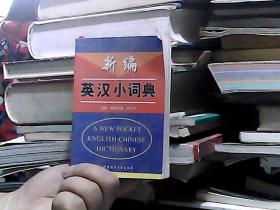 新编
英汉小词典
A NEW POCKET
ENGLISH-CHINESE
DICTIONARY